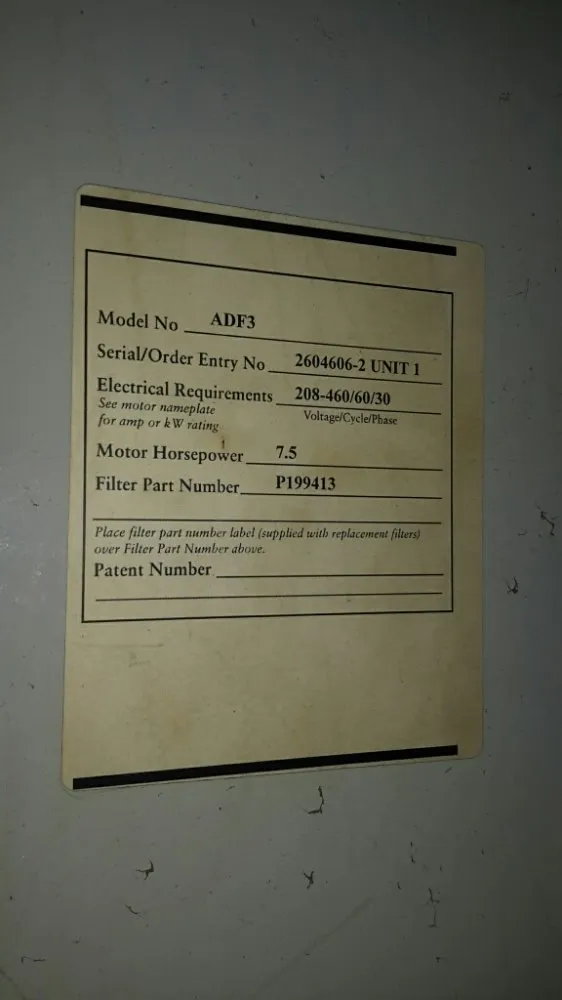 Model No ADF3
Serial/Order Entry No 2604606-2 UNIT 1
Electrical Requirements 208-460/60/30
See motor nameplate Voltage/Cycle/Phase
for amp or kW rating
Motor Horsepower 7.5
Filter Part Number P199413
Place filter part number label (supplied with replacement filters)
over Filter Part Number above.
Patent Number